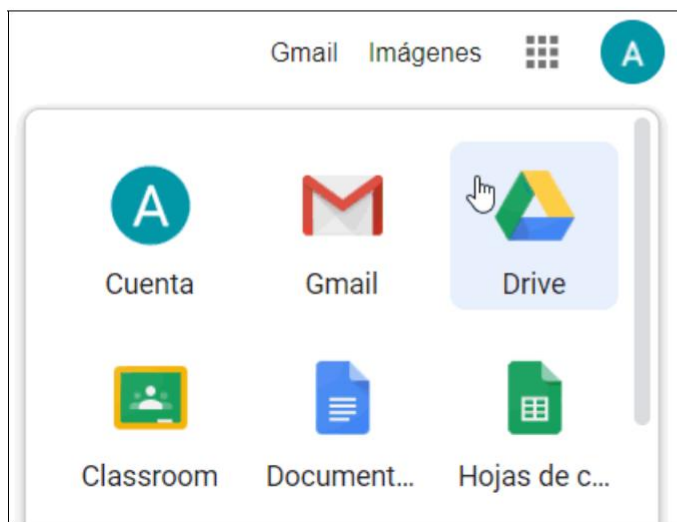 Gmail Imágenes A
A
Cuenta Gmail Drive
Classroom Document... Hojas de c...